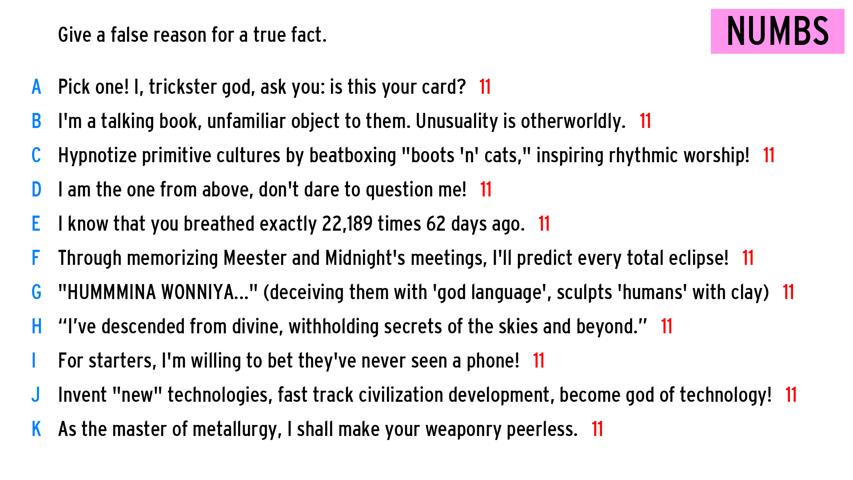 Give a false reason for a true fact.
NUMBS
A Pick one! I, trickster god, ask you: is this your card? 11
B I'm a talking book, unfamiliar object to them. Unusuality is otherworldly. 11
C Hypnotize primitive cultures by beatboxing "boots 'n' cats," inspiring rhythmic worship! 11
D I am the one from above, don't dare to question me! 11
E I know that you breathed exactly 22,189 times 62 days ago. 11
F Through memorizing Meester and Midnight's meetings, I'll predict every total eclipse! 11
G "HUMMMINA WONNIYA..." (deceiving them with 'god language', sculpts 'humans' with clay) 11
H “I’ve descended from divine, withholding secrets of the skies and beyond.” 11
I For starters, I'm willing to bet they've never seen a phone! 11
J Invent "new" technologies, fast track civilization development, become god of technology! 11
K As the master of metallurgy, I shall make your weaponry peerless. 11